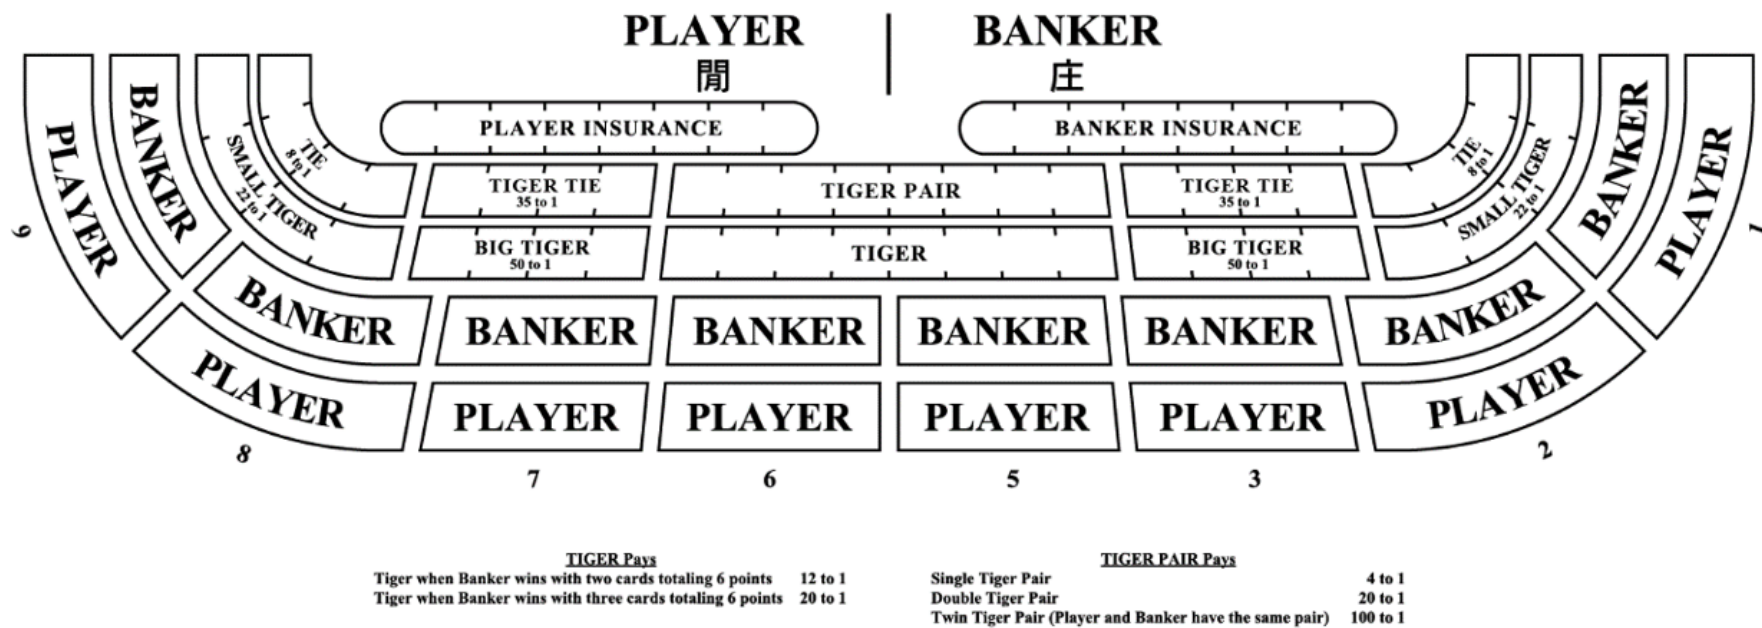 PLAYER
閒
BANKER
庄
PLAYER INSURANCE
BANKER INSURANCE
TIE
8 to 1
TIGER TIE
35 to 1
TIGER PAIR
TIGER TIE
35 to 1
TIE
8 to 1
SMALL TIGER
22 to 1
BIG TIGER
50 to 1
TIGER
BIG TIGER
50 to 1
SMALL TIGER
22 to 1
BANKER
BANKER
BANKER
BANKER
BANKER
BANKER
BANKER
BANKER
PLAYER
PLAYER
PLAYER
PLAYER
PLAYER
PLAYER
PLAYER
PLAYER
9
8
7
6
5
3
2
1
TIGER Pays
Tiger when Banker wins with two cards totaling 6 points 12 to 1
Tiger when Banker wins with three cards totaling 6 points 20 to 1
TIGER PAIR Pays
Single Tiger Pair 4 to 1
Double Tiger Pair 20 to 1
Twin Tiger Pair (Player and Banker have the same pair) 100 to 1